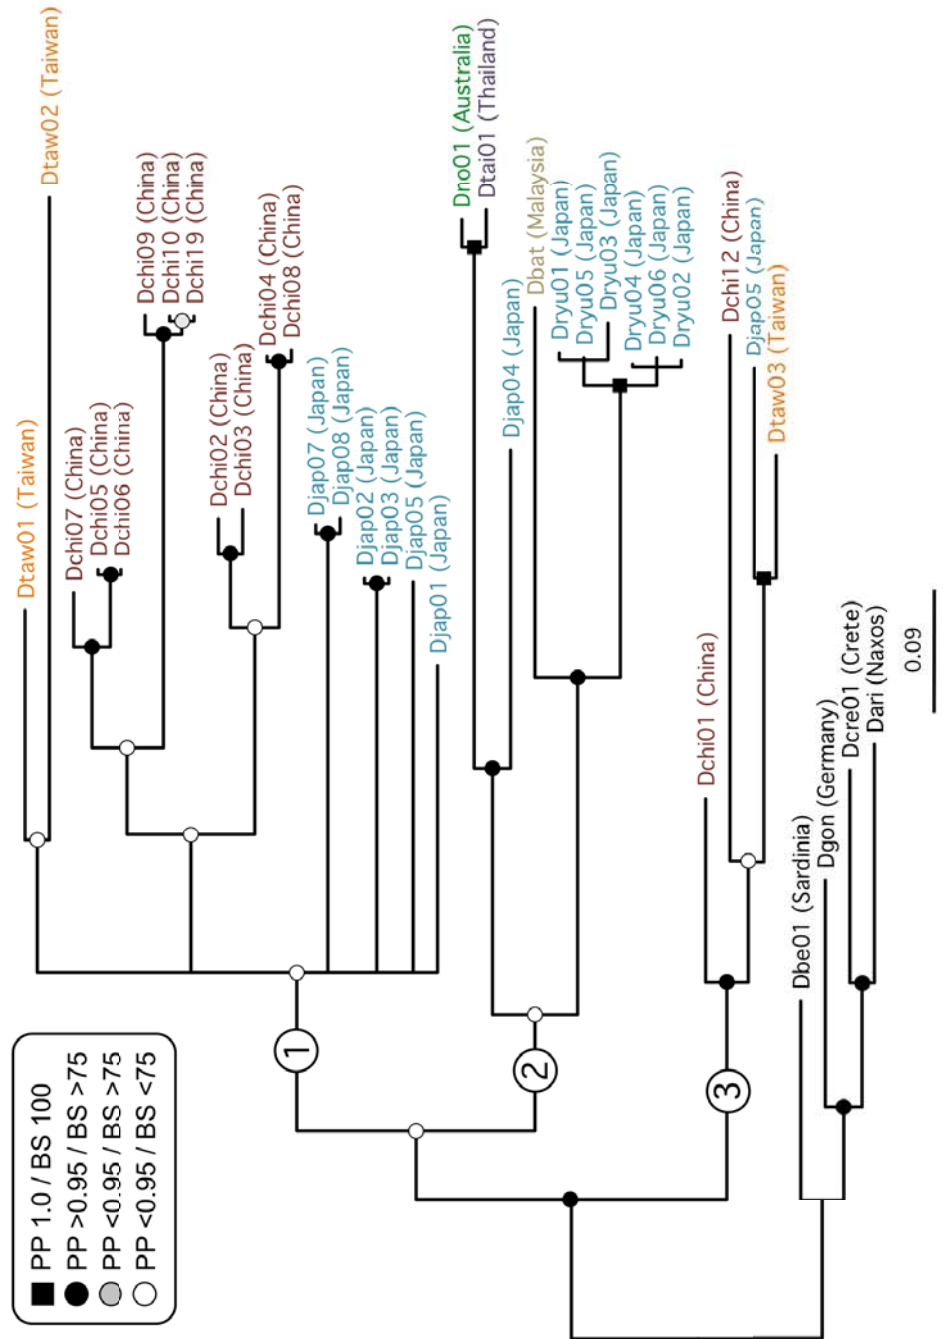 PP 1.0 / BS 100
PP >0.95 / BS >75
PP <0.95 / BS >75
PP <0.95 / BS <75
Dtaw01 (Taiwan)
Dtaw02 (Taiwan)
Dchi07 (China)
Dchi05 (China)
Dchi06 (China)
Dchi09 (China)
Dchi10 (China)
Dchi19 (China)
Dchi02 (China)
Dchi03 (China)
Dchi04 (China)
Dchi08 (China)
Djap07 (Japan)
Djap08 (Japan)
Djap02 (Japan)
Djap03 (Japan)
Djap05 (Japan)
Djap01 (Japan)
Dno01 (Australia)
Dtai01 (Thailand)
Djap04 (Japan)
Dbat (Malaysia)
Dryu01 (Japan)
Dryu05 (Japan)
Dryu03 (Japan)
Dryu04 (Japan)
Dryu06 (Japan)
Dryu02 (Japan)
Dchi01 (China)
Dchi12 (China)
Djap05 (Japan)
Dtaw03 (Taiwan)
Dbe01 (Sardinia)
Dgon (Germany)
Dcre01 (Crete)
Dari (Naxos)
1
2
3
0.09